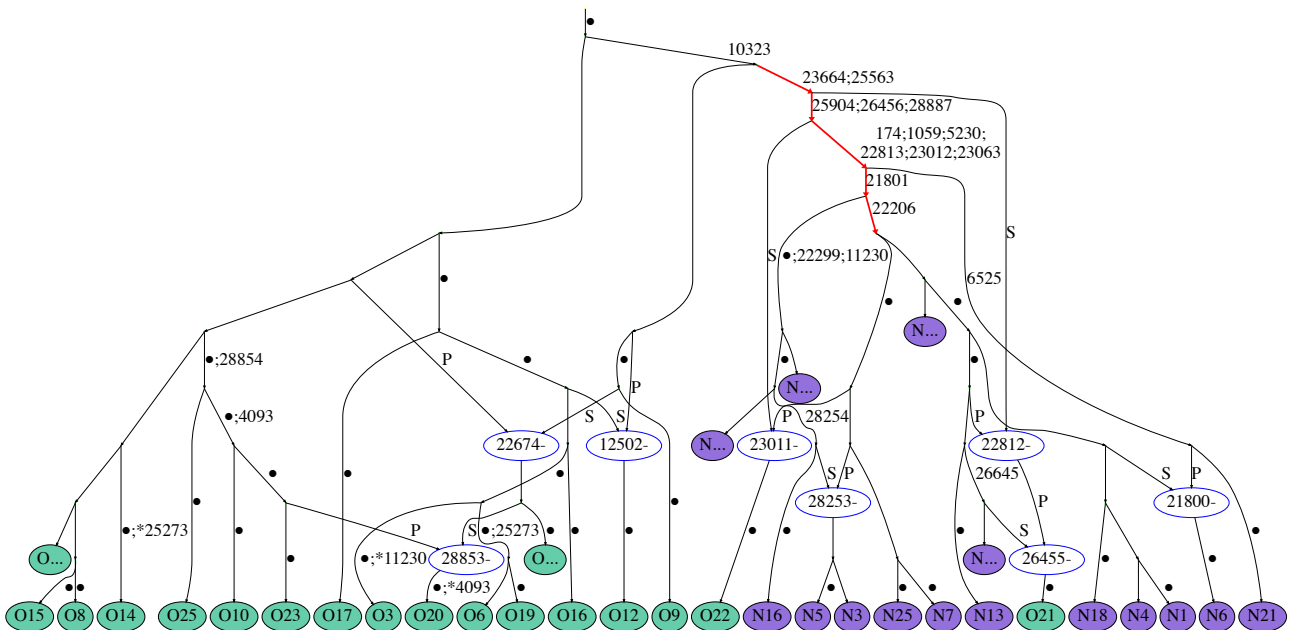 ●
10323
23664;25563
25904;26456;28887
174;1059;5230;
22813;23012;23063
21801
22206
S
S
●;22299;11230
6525
●
●
●
N...
●;28854
P
●
●
●
●
N...
P
●;4093
S
S
P
28254
P
22674-
12502-
N...
23011-
22812-
26645
●
●
●
S
P
S
P
28253-
21800-
●
●;*25273
●
●
●
S
●;25273
●
●
●
●
●
●
S
●
●
P
O...
●;*11230
28853-
O...
N...
26455-
●
●
●;*4093
●
●
●
●
●
●
●
O15
O8
O14
O25
O10
O23
O17
O3
O20
O6
O19
O16
O12
O9
O22
N16
N5
N3
N25
N7
N13
O21
N18
N4
N1
N6
N21